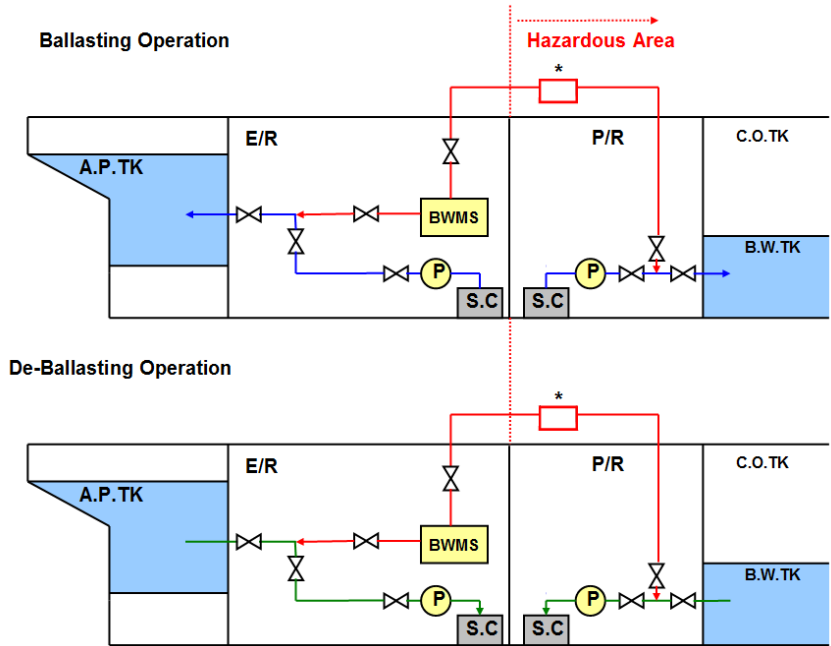 Ballasting Operation
Hazardous Area
*
E/R
P/R
C.O.TK
A.P.TK
BWMS
B.W.TK
P
P
S.C
S.C
De-Ballasting Operation
*
E/R
P/R
C.O.TK
A.P.TK
BWMS
B.W.TK
P
P
S.C
S.C